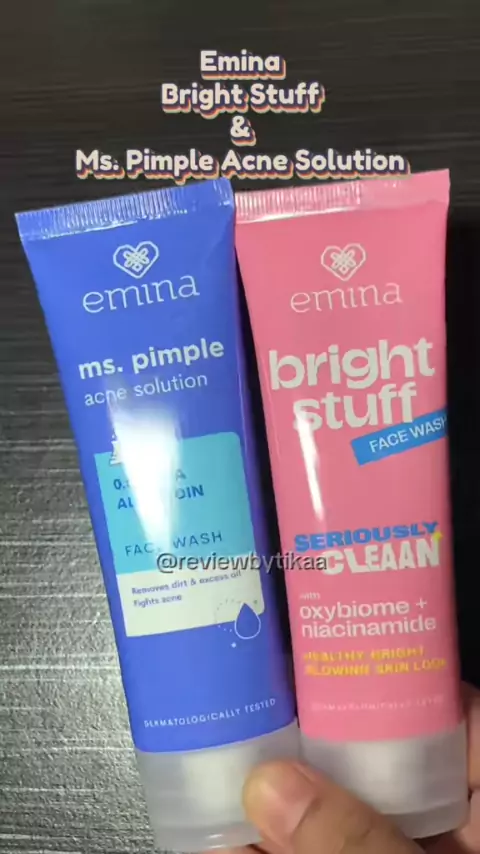 Emina
Bright Stuff
&
Ms. Pimple Acne Solution
emina
ms. pimple
acne solution
FACE WASH
Removes dirt & excess oil
Fights acne
DERMATOLOGICALLY TESTED
emina
bright
stuff
FACE WASH
SERIOUSLY
CLEAAN
with
oxybiome +
niacinamide
HEALTHY BRIGHT
GLOWING SKIN LOOK
DERMATOLOGICALLY TESTED
@reviewbytikaa